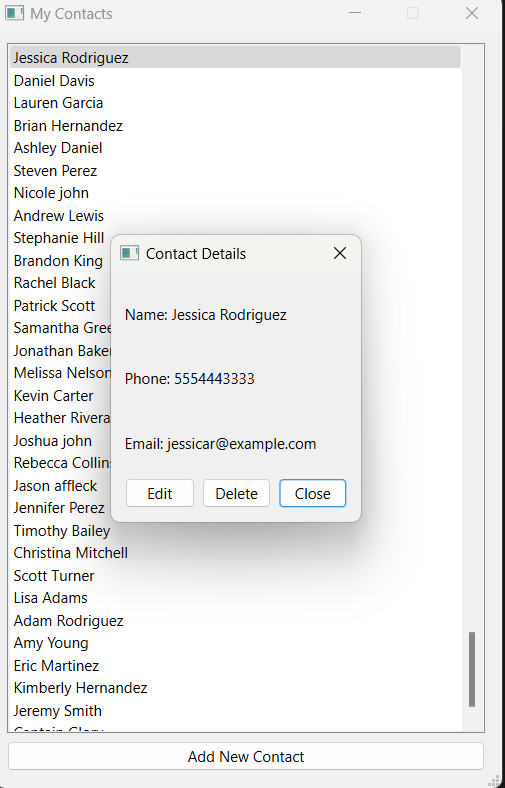 My Contacts
Jessica Rodriguez
Daniel Davis
Lauren Garcia
Brian Hernandez
Ashley Daniel
Steven Perez
Nicole john
Andrew Lewis
Stephanie Hill
Brandon King
Rachel Black
Patrick Scott
Samantha
Jonathan Baker
Melissa Nelson
Kevin Carter
Heather Rivera
Joshua john
Rebecca
Jason affleck
Jennifer Perez
Timothy Bailey
Christina Mitchell
Scott Turner
Lisa Adams
Adam Rodriguez
Amy Young
Eric Martinez
Kimberly Hernandez
Jeremy Smith
Contact Details
Name: Jessica Rodriguez
Phone: 5554443333
Email: jessicar@example.com
Edit Delete Close
Add New Contact